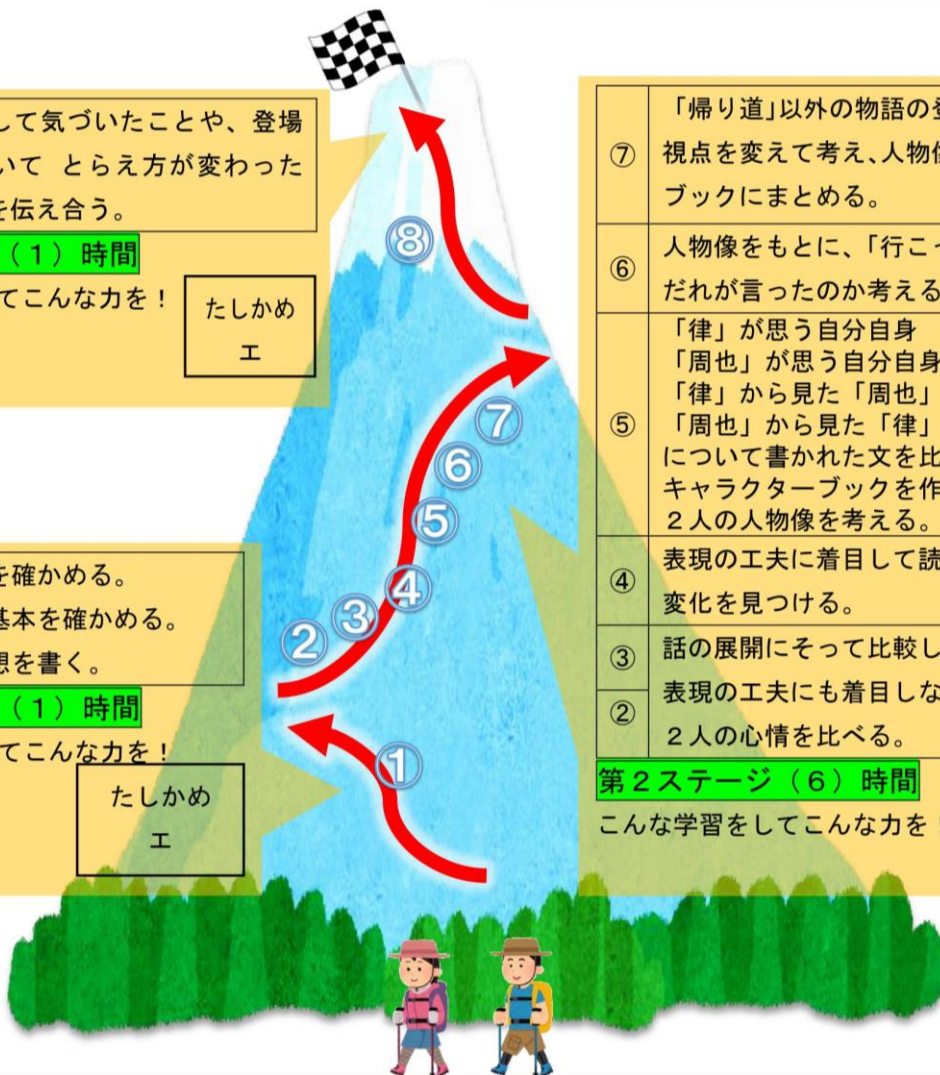 して気づいたことや、登場
いて とらえ方が変わった
を伝え合う。
（１）時間
てこんな力を！
たしかめ
エ
を確かめる。
基本を確かめる。
想を書く。
（１）時間
てこんな力を！
たしかめ
エ
⑧
⑦
⑥
⑤
④
③
②
①
⑦
「帰り道」以外の物語の登
視点を変えて考え、人物像
ブックにまとめる。
⑥
人物像をもとに、「行こっ
だれが言ったのか考える
⑤
「律」が思う自分自身
「周也」が思う自分自身
「律」から見た「周也」
「周也」から見た「律」
について書かれた文を比
キャラクターブックを作
２人の人物像を考える。
④
表現の工夫に着目して読
変化を見つける。
③
話の展開にそって比較し
②
表現の工夫にも着目しな
２人の心情を比べる。
第２ステージ（６）時間
こんな学習をしてこんな力を